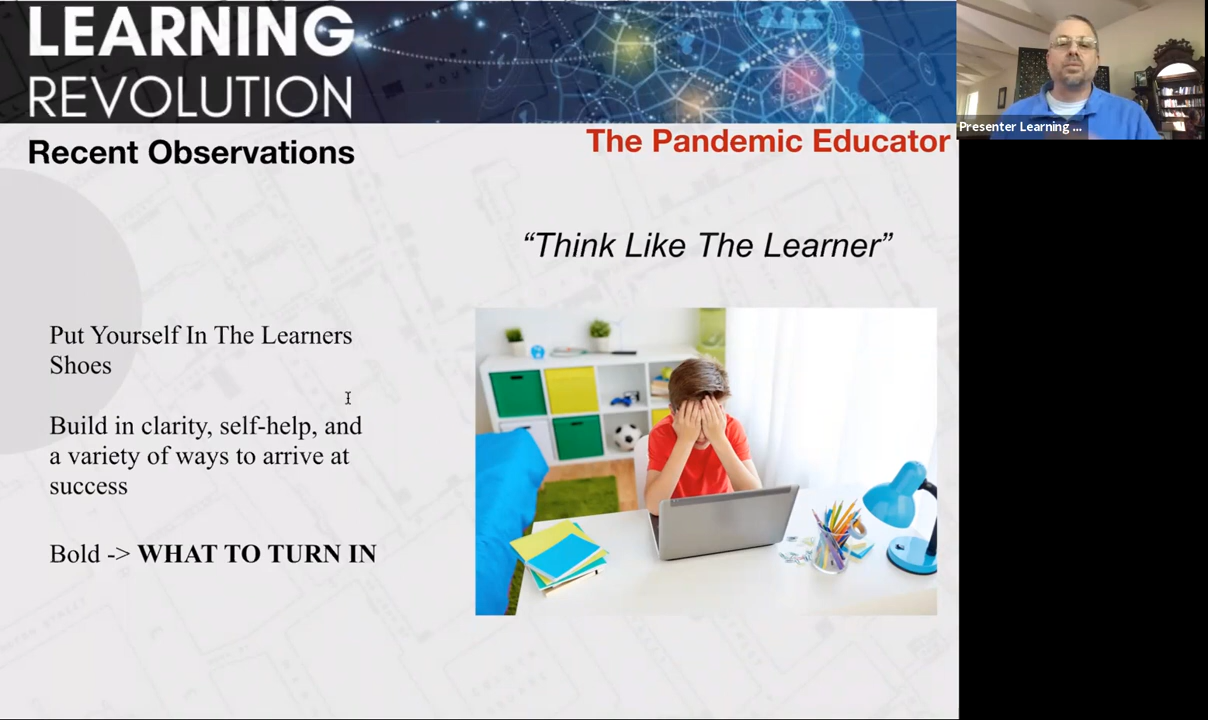 LEARNING
REVOLUTION
Recent Observations
The Pandemic Educator
Presenter Learning ...
“Think Like The Learner”
Put Yourself In The Learners
Shoes
Build in clarity, self-help, and
a variety of ways to arrive at
success
Bold -> WHAT TO TURN IN